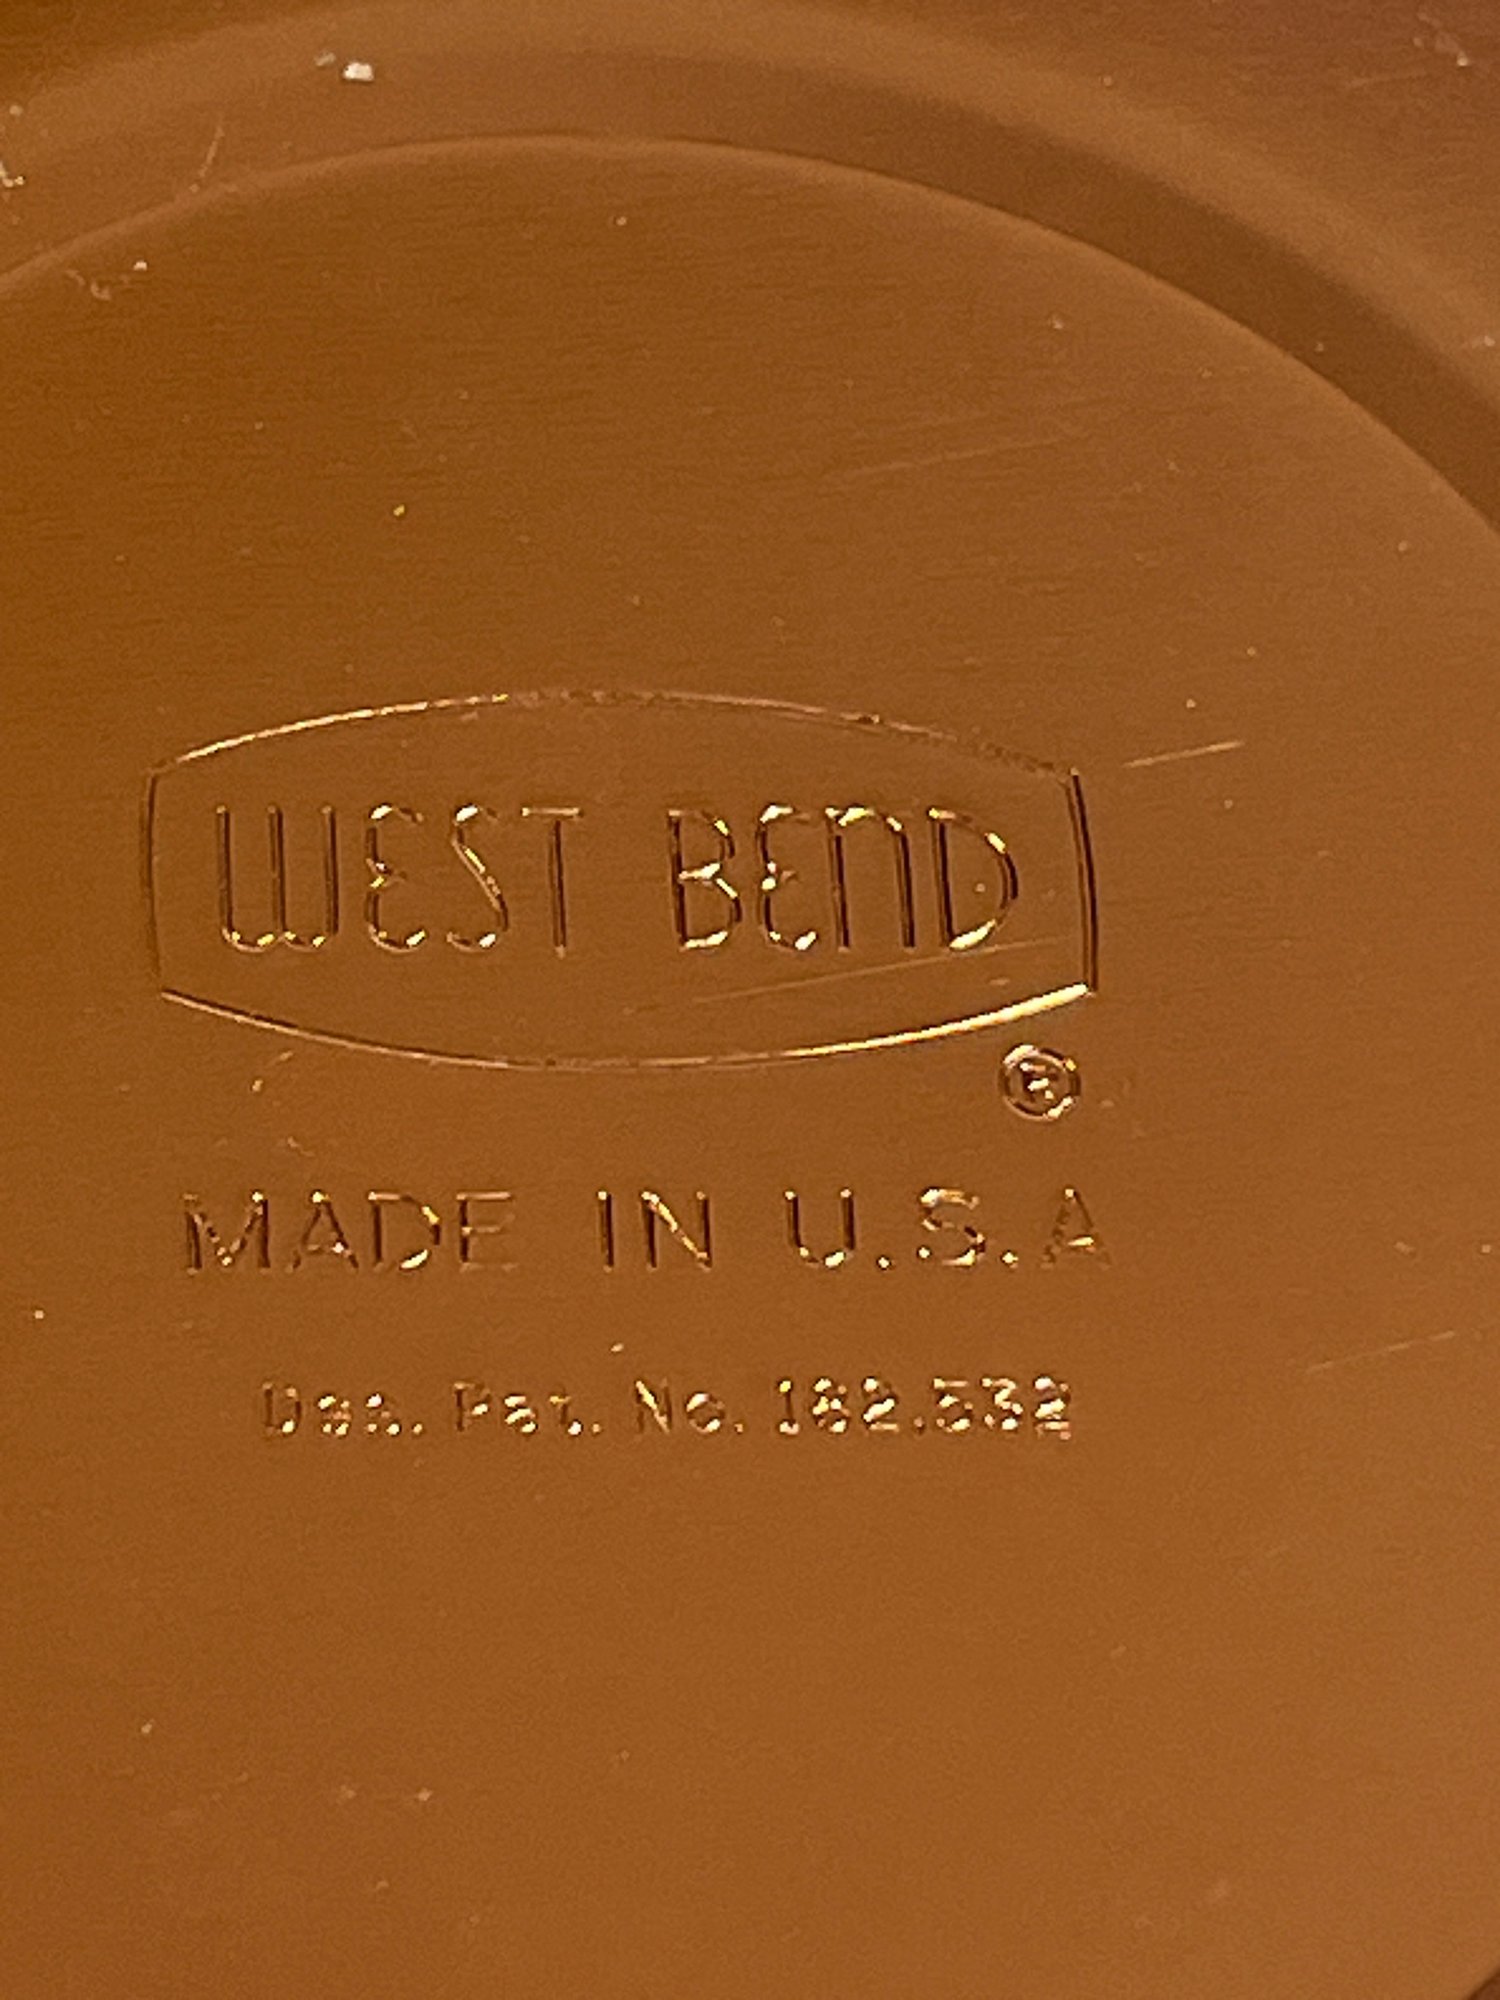 WEST BEND
®
MADE IN U.S.A
Des. Pat. No. 182,532